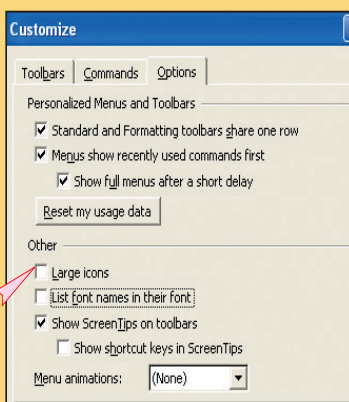 Customize
Toolbars Commands Options
Personalized Menus and Toolbars
Standard and Formatting toolbars share one row
Menus show recently used commands first
Show full menus after a short delay
Reset my usage data
Other
Large icons
List font names in their font
Show ScreenTips on toolbars
Show shortcut keys in ScreenTips
Menu animations: (None)